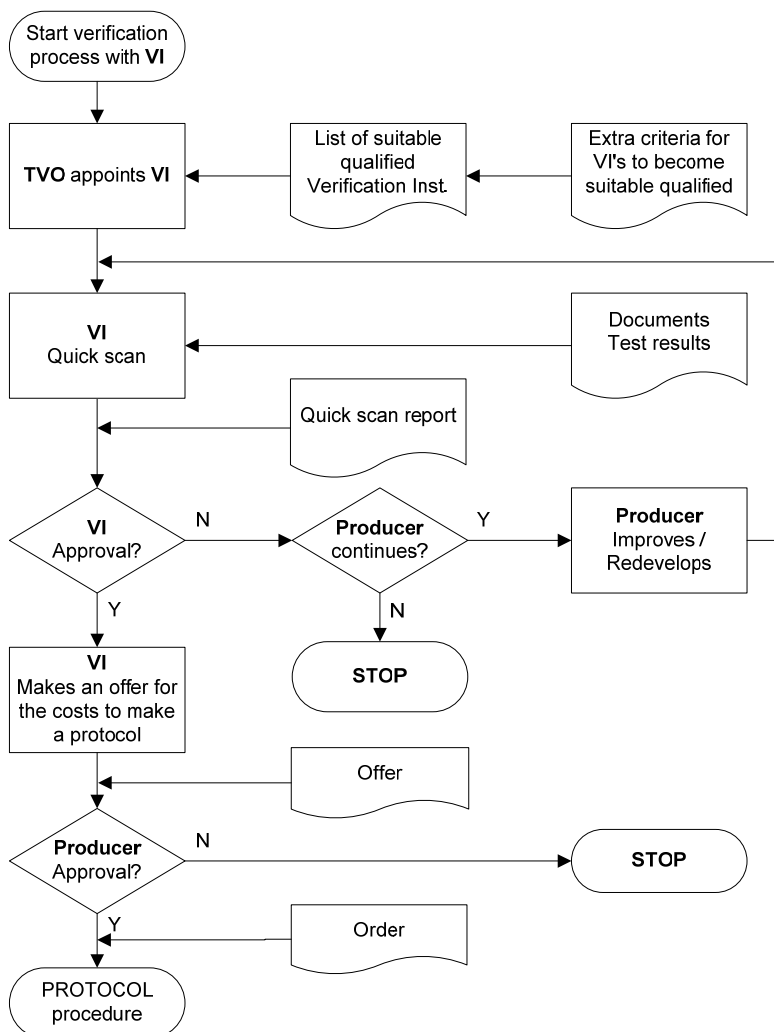 Start verification
process with VI
TVO appoints VI
List of suitable
qualified
Verification Inst.
Extra criteria for
VI's to become
suitable qualified
VI
Quick scan
Documents
Test results
Quick scan report
VI
Approval?
N
Producer
continues?
Y
Producer
Improves /
Redevelops
Y
N
STOP
VI
Makes an offer for
the costs to make
a protocol
Offer
Producer
Approval?
N
STOP
Y
Order
PROTOCOL
procedure